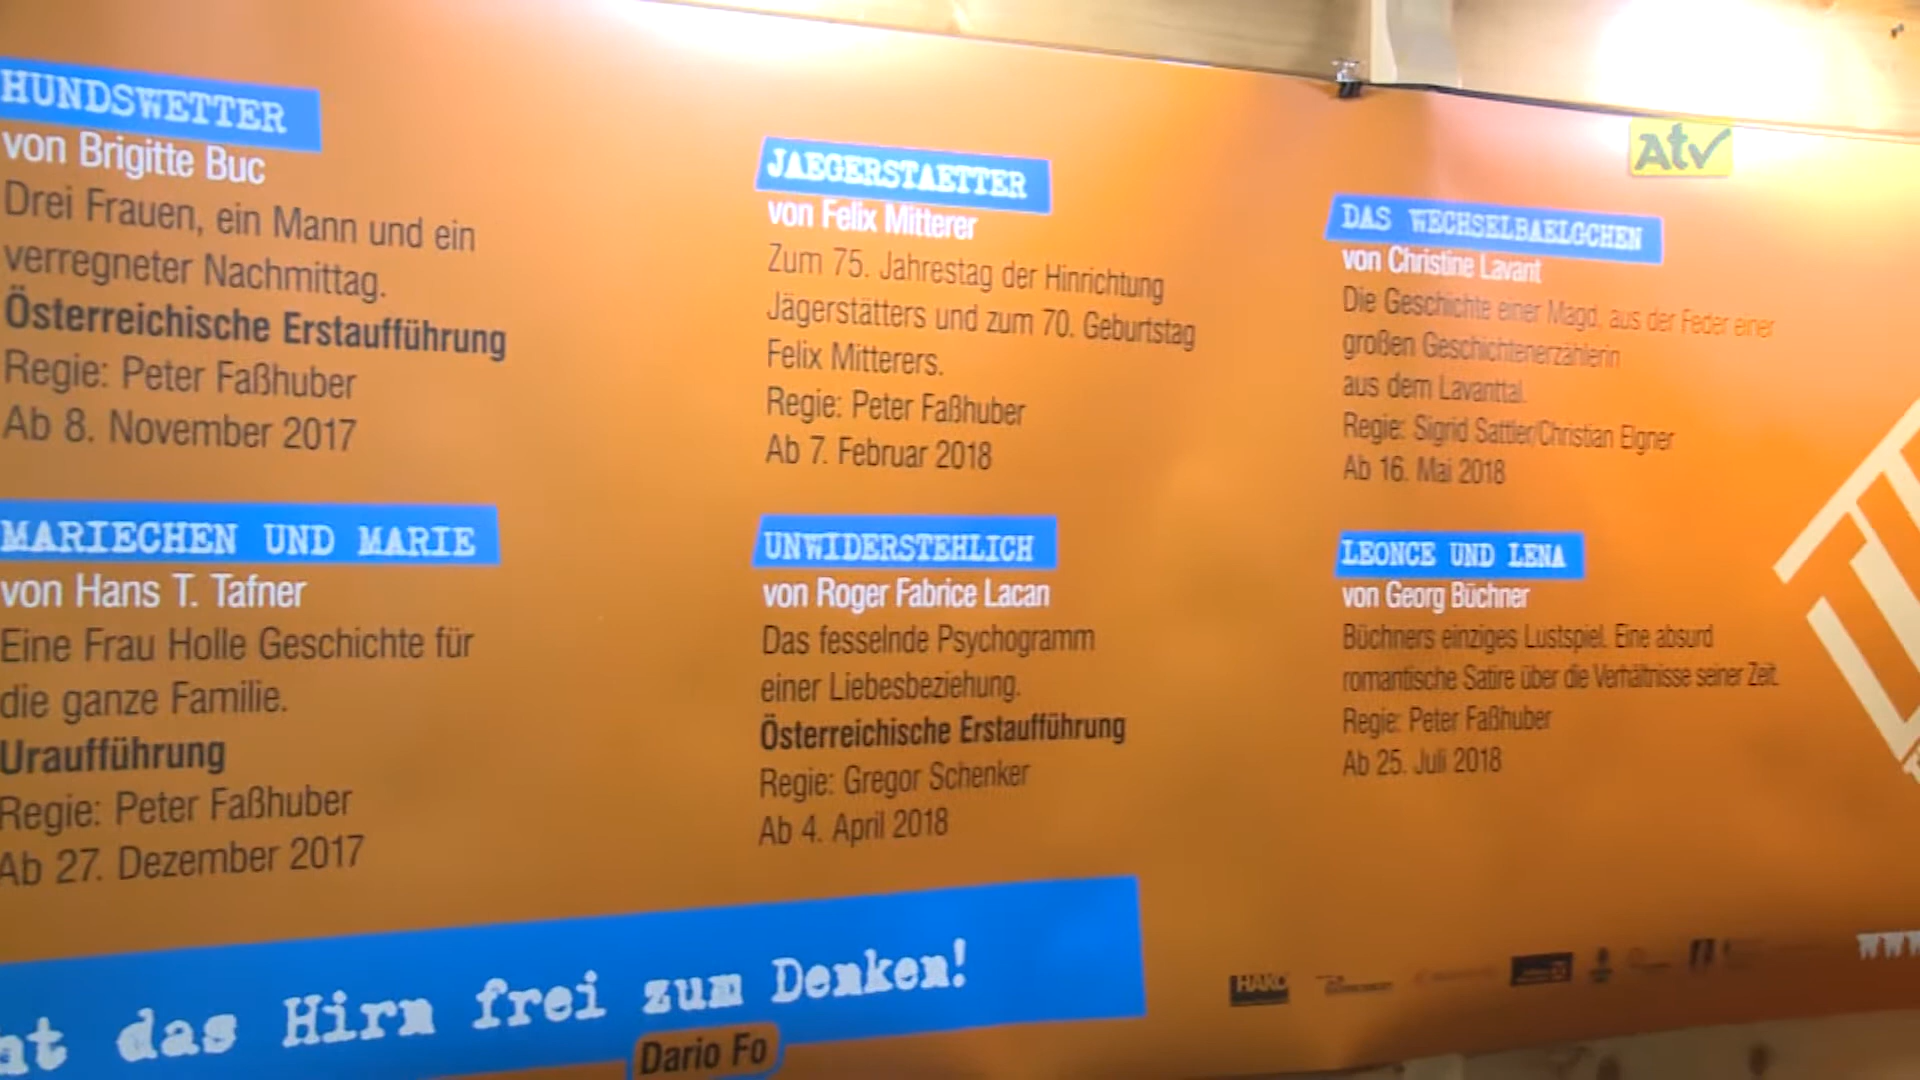 HUNDSWETTER
von Brigitte Buc
Drei Frauen, ein Mann und ein
verregneter Nachmittag.
Österreichische Erstaufführung
Regie: Peter Faßhuber
Ab 8. November 2017
MARIECHEN UND MARIE
von Hans T. Tafner
Eine Frau Holle Geschichte für
die ganze Familie.
Uraufführung
Regie: Peter Faßhuber
Ab 27. Dezember 2017
JAEGERSTAETTER
von Felix Mitterer
Zum 75. Jahrestag der Hinrichtung
Jägerstätters und zum 70. Geburtstag
Felix Mitterers.
Regie: Peter Faßhuber
Ab 7. Februar 2018
UNWIDERSTEHLICH
von Roger Fabrice Lacan
Das fesselnde Psychogramm
einer Liebesbeziehung.
Österreichische Erstaufführung
Regie: Gregor Schenker
Ab 4. April 2018
atv
DAS WECHSELBAELGCHEN
von Christine Lavant
Die Geschichte einer Magd, aus der Feder einer
großen Geschichtenerzählerin
aus dem Lavanttal.
Regie: Sigrid Sattler/Christian Elgner
Ab 16. Mai 2018
LEONCE UND LENA
von Georg Büchner
Büchners einziges Lustspiel. Eine absurd
romantische Satire über die Verhältnisse seiner Zeit.
Regie: Peter Faßhuber
Ab 25. Juli 2018
das Hirn frei zum Denken!
Dario Fo
HAKO
www